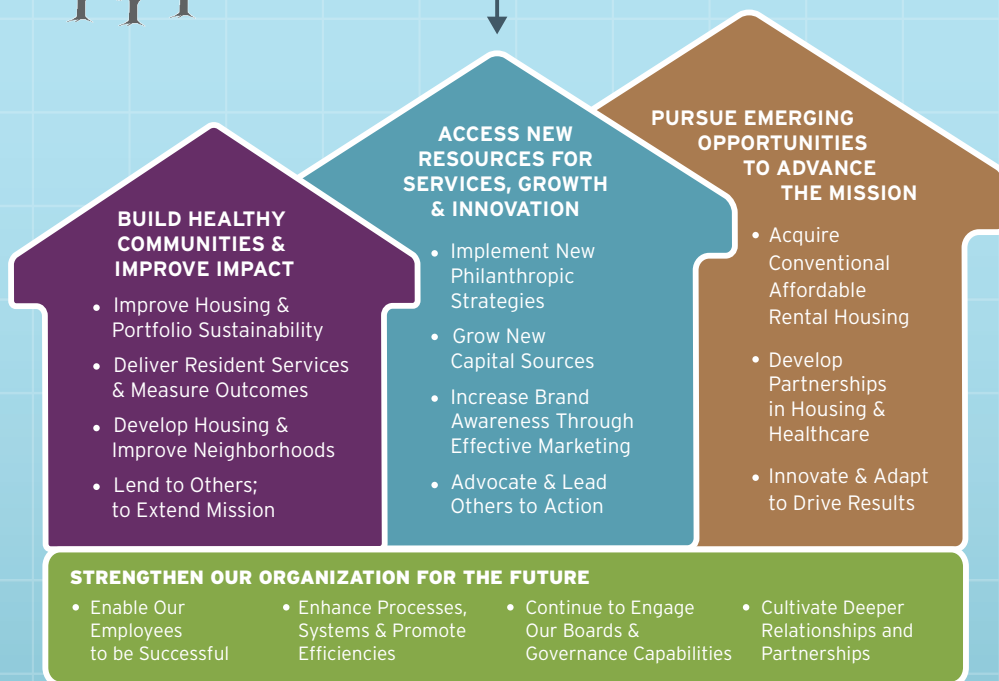 BUILD HEALTHY
COMMUNITIES &
IMPROVE IMPACT
• Improve Housing &
Portfolio Sustainability
• Deliver Resident Services
& Measure Outcomes
• Develop Housing &
Improve Neighborhoods
• Lend to Others;
to Extend Mission
ACCESS NEW
RESOURCES FOR
SERVICES, GROWTH
& INNOVATION
• Implement New
Philanthropic
Strategies
• Grow New
Capital Sources
• Increase Brand
Awareness Through
Effective Marketing
• Advocate & Lead
Others to Action
PURSUE EMERGING
OPPORTUNITIES
TO ADVANCE
THE MISSION
• Acquire
Conventional
Affordable
Rental Housing
• Develop
Partnerships
in Housing &
Healthcare
• Innovate & Adapt
to Drive Results
STRENGTHEN OUR ORGANIZATION FOR THE FUTURE
• Enable Our
Employees
to be Successful
• Enhance Processes,
Systems & Promote
Efficiencies
• Continue to Engage
Our Boards &
Governance Capabilities
• Cultivate Deeper
Relationships and
Partnerships